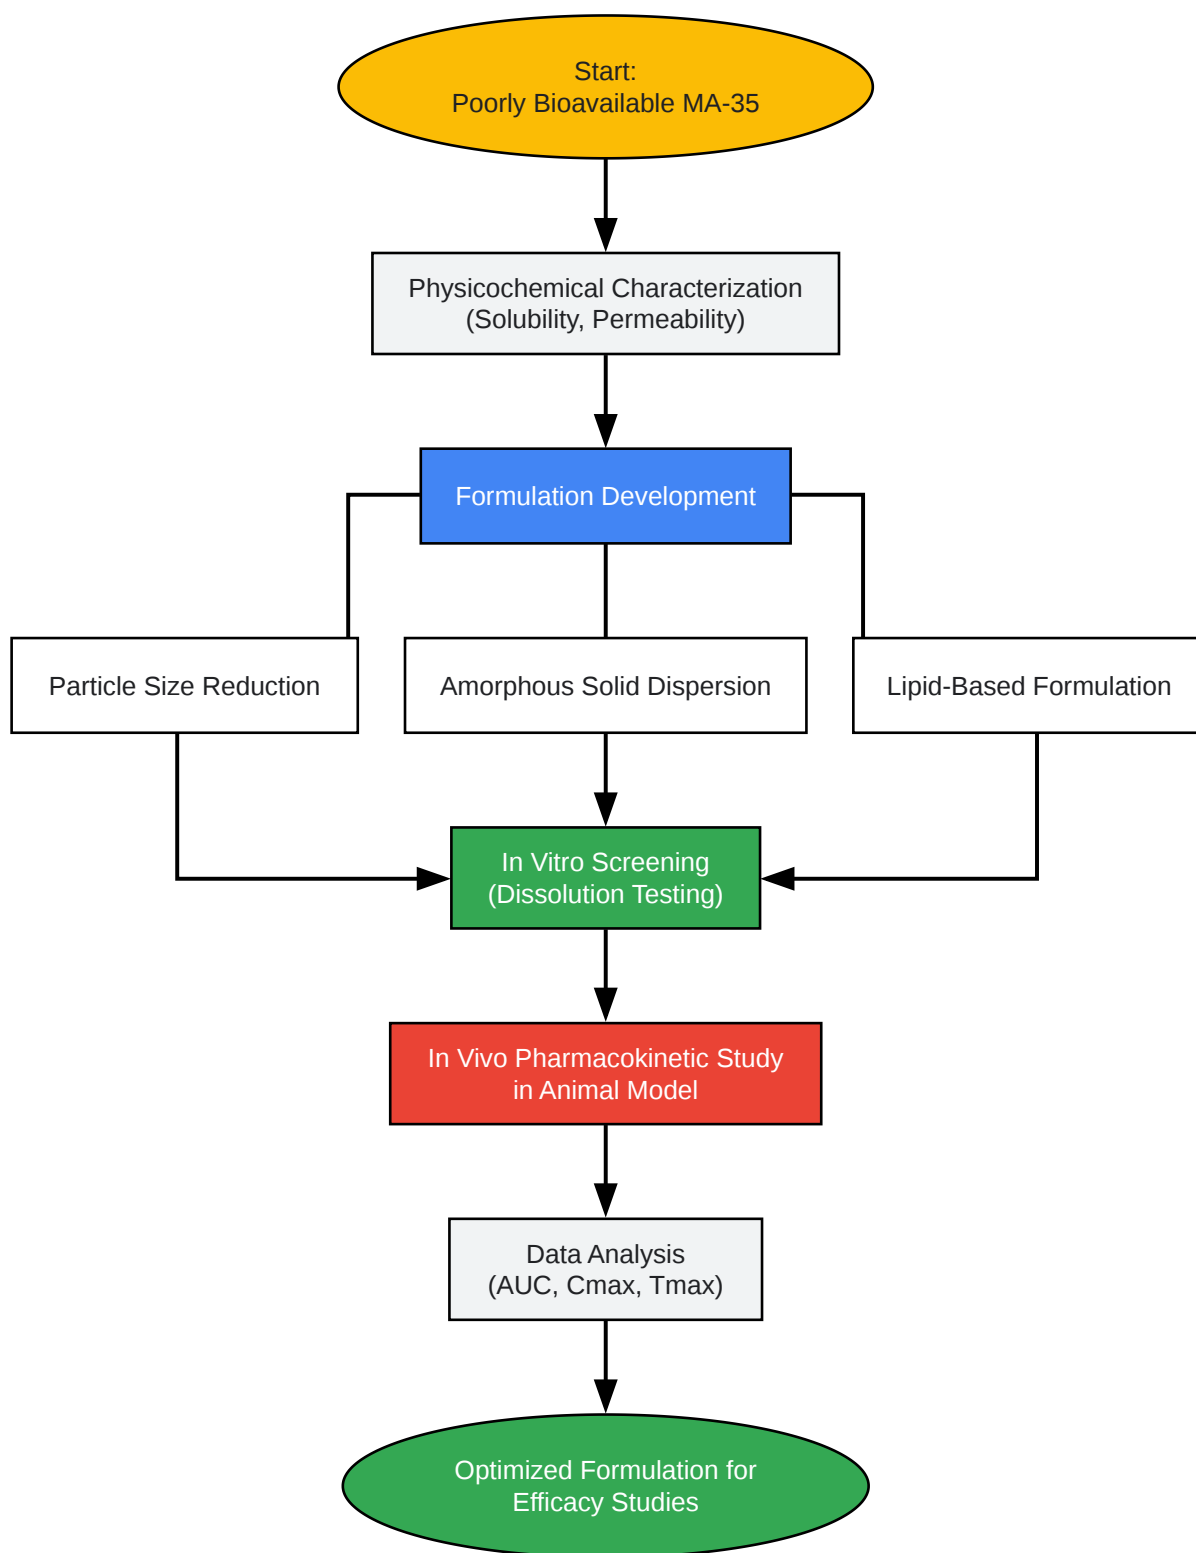 Start:
Poorly Bioavailable MA-35
Physicochemical Characterization
(Solubility, Permeability)
Formulation Development
Particle Size Reduction
Amorphous Solid Dispersion
Lipid-Based Formulation
In Vitro Screening
(Dissolution Testing)
In Vivo Pharmacokinetic Study
in Animal Model
Data Analysis
(AUC, Cmax, Tmax)
Optimized Formulation for
Efficacy Studies